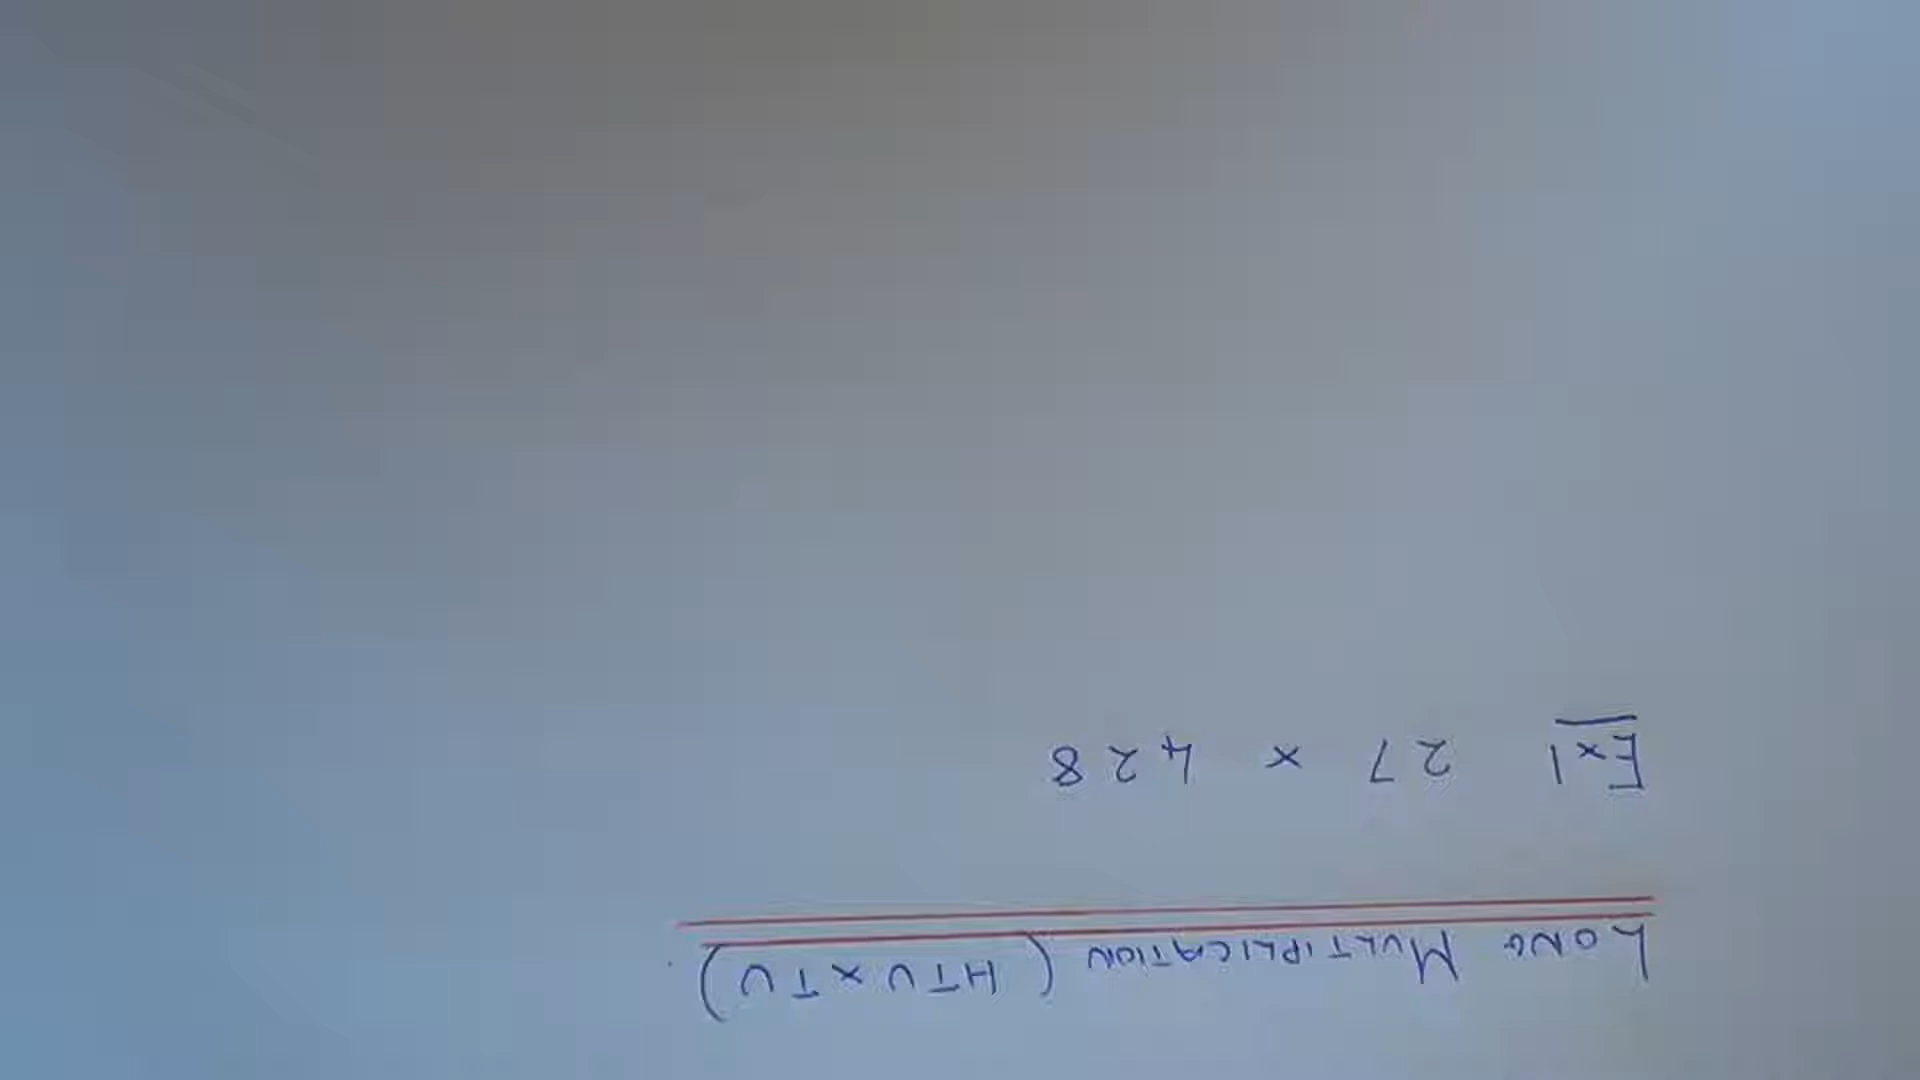 LONG MULTIPLICATION (HTU x TU)
Ex1 27 x 428